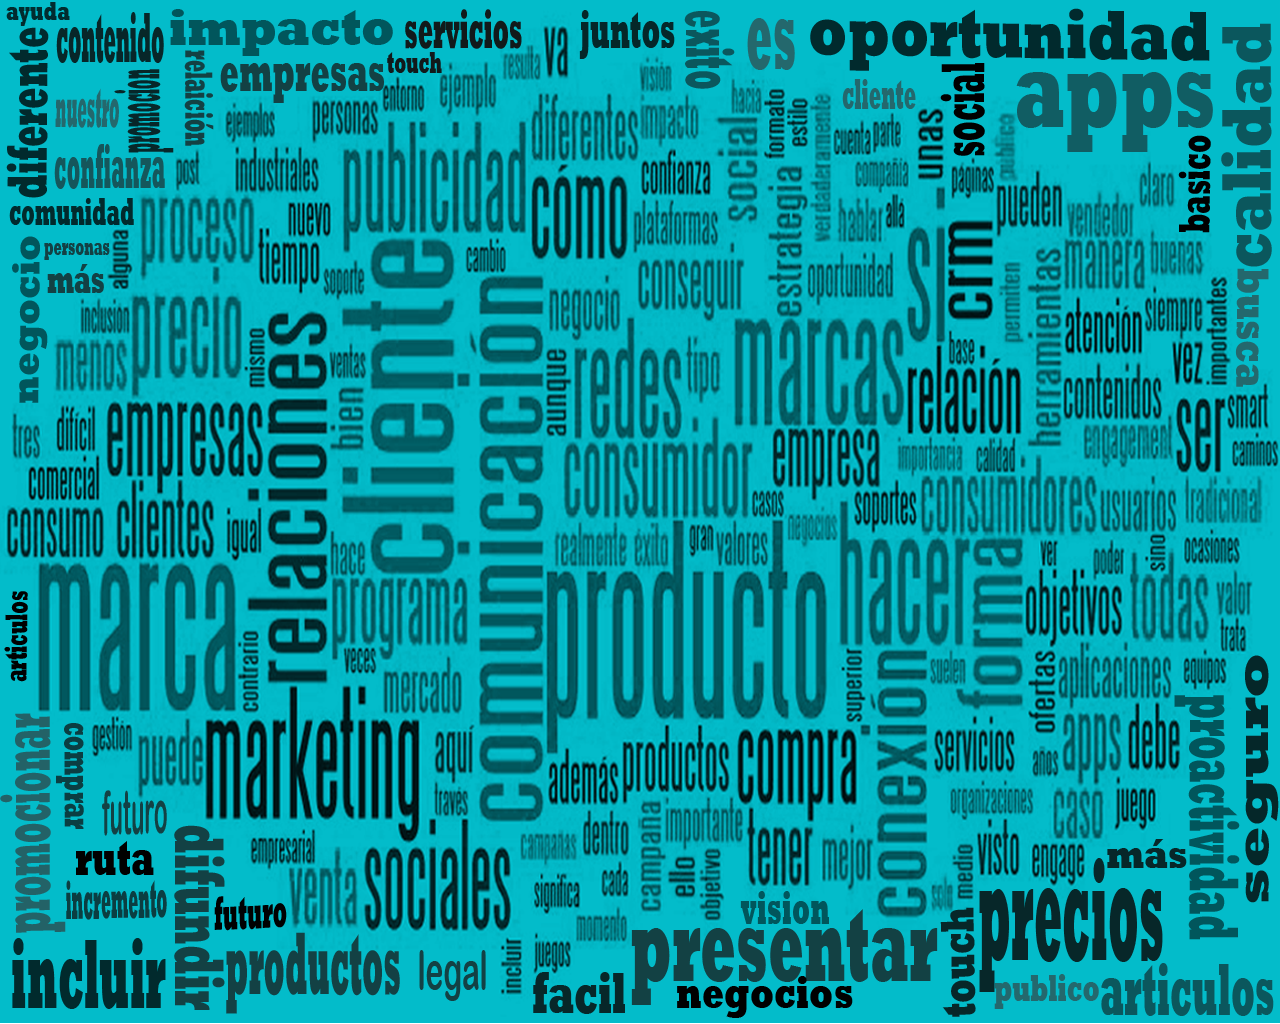 ayuda
impacto
servicios
va
juntos
éxito
es
oportunidad
calidad
diferente
contenido
promocion
relaición
empresas
touch
entorno
ejemplo
resulta
visión
hacia
formato
estilo
cliente
social
apps
nuestro
ejemplos
personas
publicidad
diferentes
impacto
social
verdaderamente
cuenta
parte
unas
publico
basico
confianza
post
industriales
cómo
confianza
estrategia
compañía
páginas
pueden
claro
comunidad
alguna
proceso
nuevo
plataformas
hablar
alla
si
crm
vendedor
negocio
personas
más
tiempo
soporte
cliente
cambio
conseguir
oportunidad
permiten
herramientas
manera
buenas
busca
inclusión
precio
mismo
relaciones
comunicación
negocio
marcas
atención
siempre
importantes
menos
ventas
bien
aunque
redes
tipo
base
relación
vez
contenidos
tres
difícil
empresas
consumidor
empresa
importancia
calidad
engagement
ser
smart
caminos
comercial
casos
soportes
consumidores
usuarios
tradicional
consumo
clientes
igual
hace
realmente
éxito
gran
valores
negocios
hacer
forma
ver
poder
sino
ocasiones
articulos
marca
programa
producto
objetivos
todas
valor
trata
contrario
veces
mercado
superior
conexión
suelen
ofertas
aplicaciones
equipos
seguro
promocionar
comprar
gestión
puede
marketing
aquí
además
productos
compra
servicios
años
apps
debe
proactividad
futuro
través
campaña
importante
organizaciones
caso
juego
ruta
difundir
empresarial
sociales
campañas
dentro
tener
mejor
visto
engage
más
incremento
futuro
venta
significa
cada
ello
objetivo
solo
medio
precios
vision
momento
presentar
touch
incluir
productos
legal
incluir
juegos
facil
negocios
publico
articulos